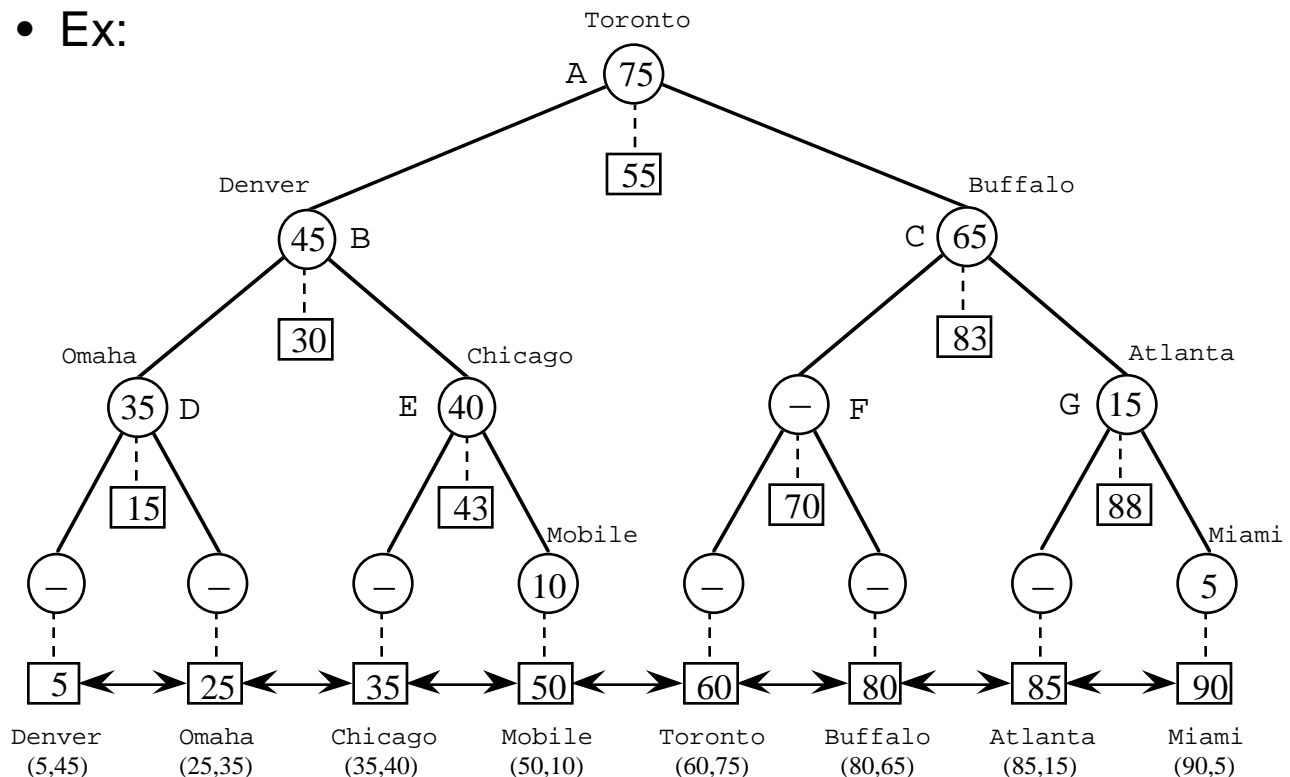 • Ex:
Toronto
A 75
55
Denver Buffalo
45 B C 65
30 83
Omaha Chicago Atlanta
35 D E 40 – F G 15
15 43 70 88
Mobile Miami
– – – 10 – – – 5
5 25 35 50 60 80 85 90
Denver Omaha Chicago Mobile Toronto Buffalo Atlanta Miami
(5,45) (25,35) (35,40) (50,10) (60,75) (80,65) (85,15) (90,5)